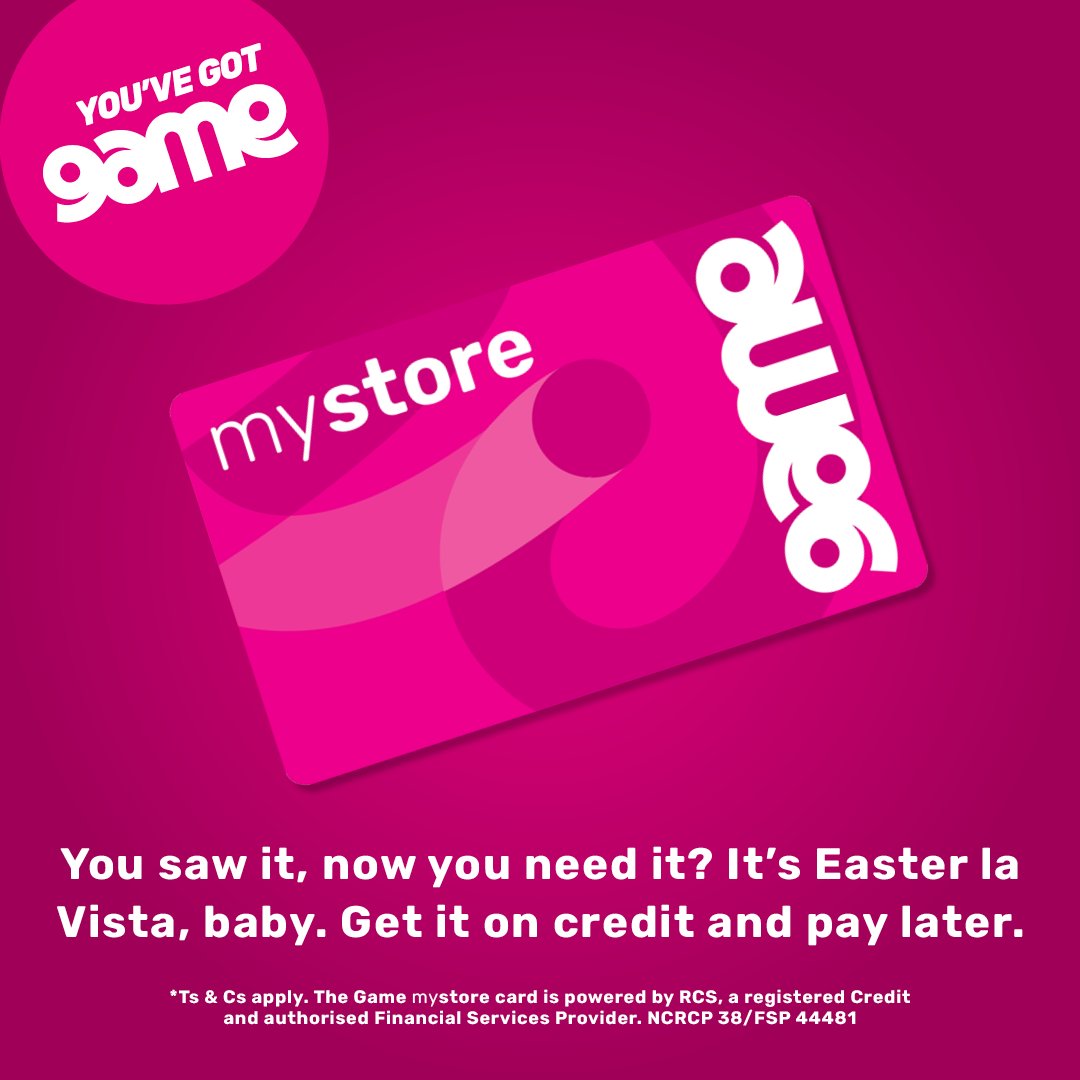 YOU'VE GOT
game
mystore
game
You saw it, now you need it? It's Easter la
Vista, baby. Get it on credit and pay later.
*Ts & Cs apply. The Game mystore card is powered by RCS, a registered Credit
and authorised Financial Services Provider. NCRCP 38/FSP 44481